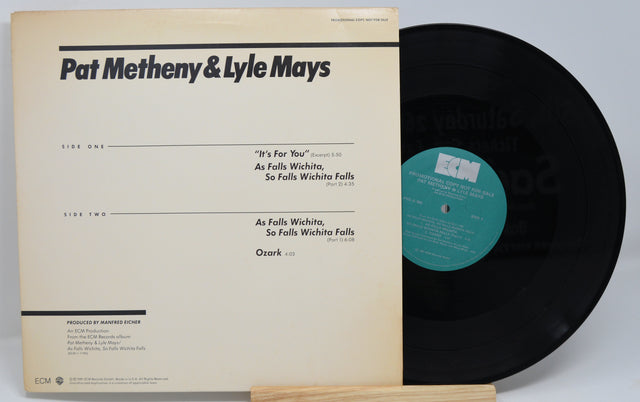 PROMOTIONAL COPY NOT FOR SALE
Pat Metheny & Lyle Mays
SIDE ONE
"It's For You" (Excerpt) 5:50
As Falls Wichita,
So Falls Wichita Falls
(Part 2) 4:35
SIDE TWO
As Falls Wichita,
So Falls Wichita Falls
(Part 1) 6:08
Ozark 4:03
PRODUCED BY MANFRED EICHER
An ECM Production
From the ECM Records album
Pat Metheny & Lyle Mays/
As Falls Wichita, So Falls Wichita Falls
ECM
ECM
PROMOTIONAL COPY NOT FOR SALE
PAT METHENY & LYLE MAYS